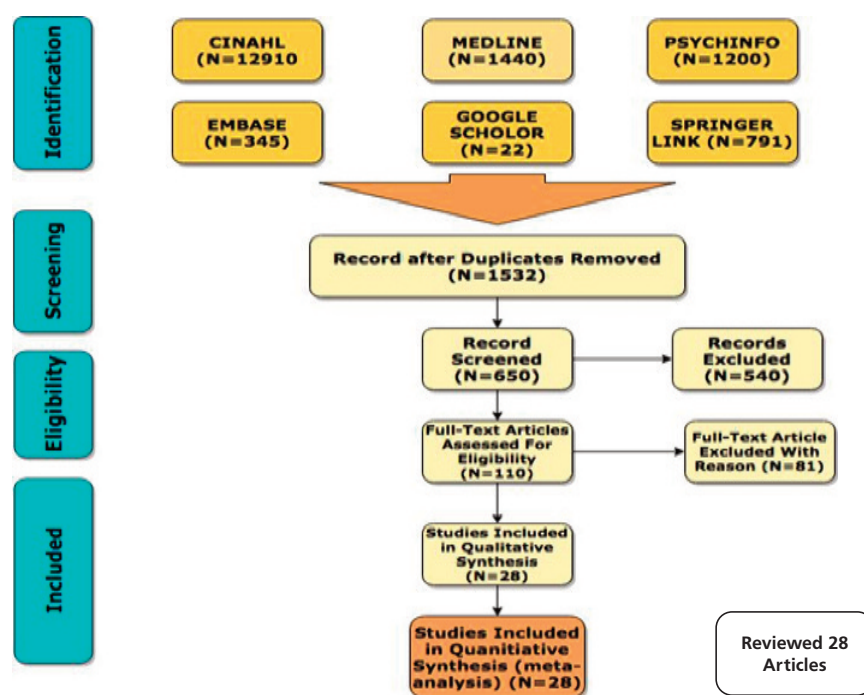 Identification
CINAHL
(N=12910
MEDLINE
(N=1440)
PSYCHINFO
(N=1200)
EMBASE
(N=345)
GOOGLE
SCHOLOR
(N=22)
SPRINGER
LINK (N=791)
Screening
Record after Duplicates Removed
(N=1532)
Record
Screened
(N=650)
Records
Excluded
(N=540)
Eligibility
Full-Text Articles
Assessed For
Eligibility
(N=110)
Full-Text Article
Excluded With
Reason (N=81)
Included
Studies Included
in Qualitative
Synthesis
(N=28)
Studies Included
in Quanitiative
Synthesis (meta-
analysis) (N=28)
Reviewed 28
Articles